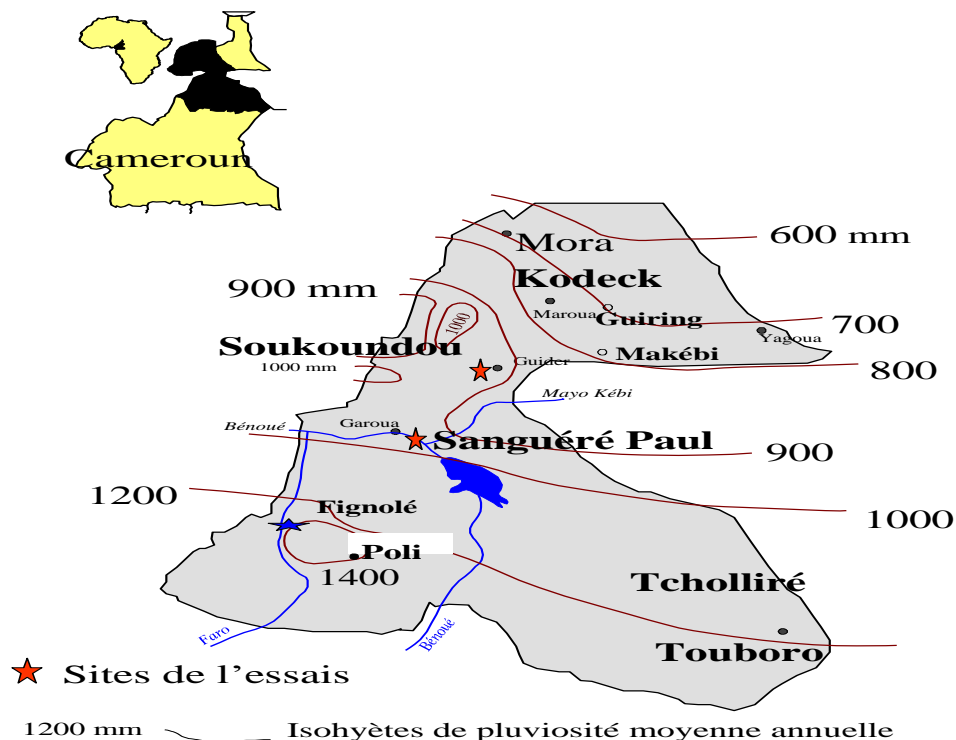 Cameroun
600 mm
Mora
Kodeck
900 mm
Maroua
Guiring
700
Yagoua
1000
Soukoundou
Makébi
1000 mm
Guider
800
Mayo Kébi
Bénoué
Garoua
Sanguéré Paul
900
1200
Fignolé
1000
Poli
1400
Tcholliré
Faro
Bénoué
Touboro
Sites de l’essais
1200 mm
Isohyètes de pluviosité moyenne annuelle